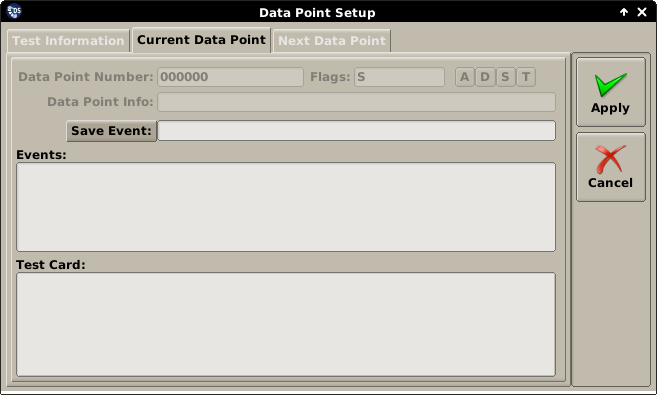 DS
Data Point Setup
Test Information
Current Data Point
Next Data Point
Data Point Number: 000000 Flags: S A D S T
Data Point Info:
Save Event:
Events:
Test Card:
Apply
Cancel